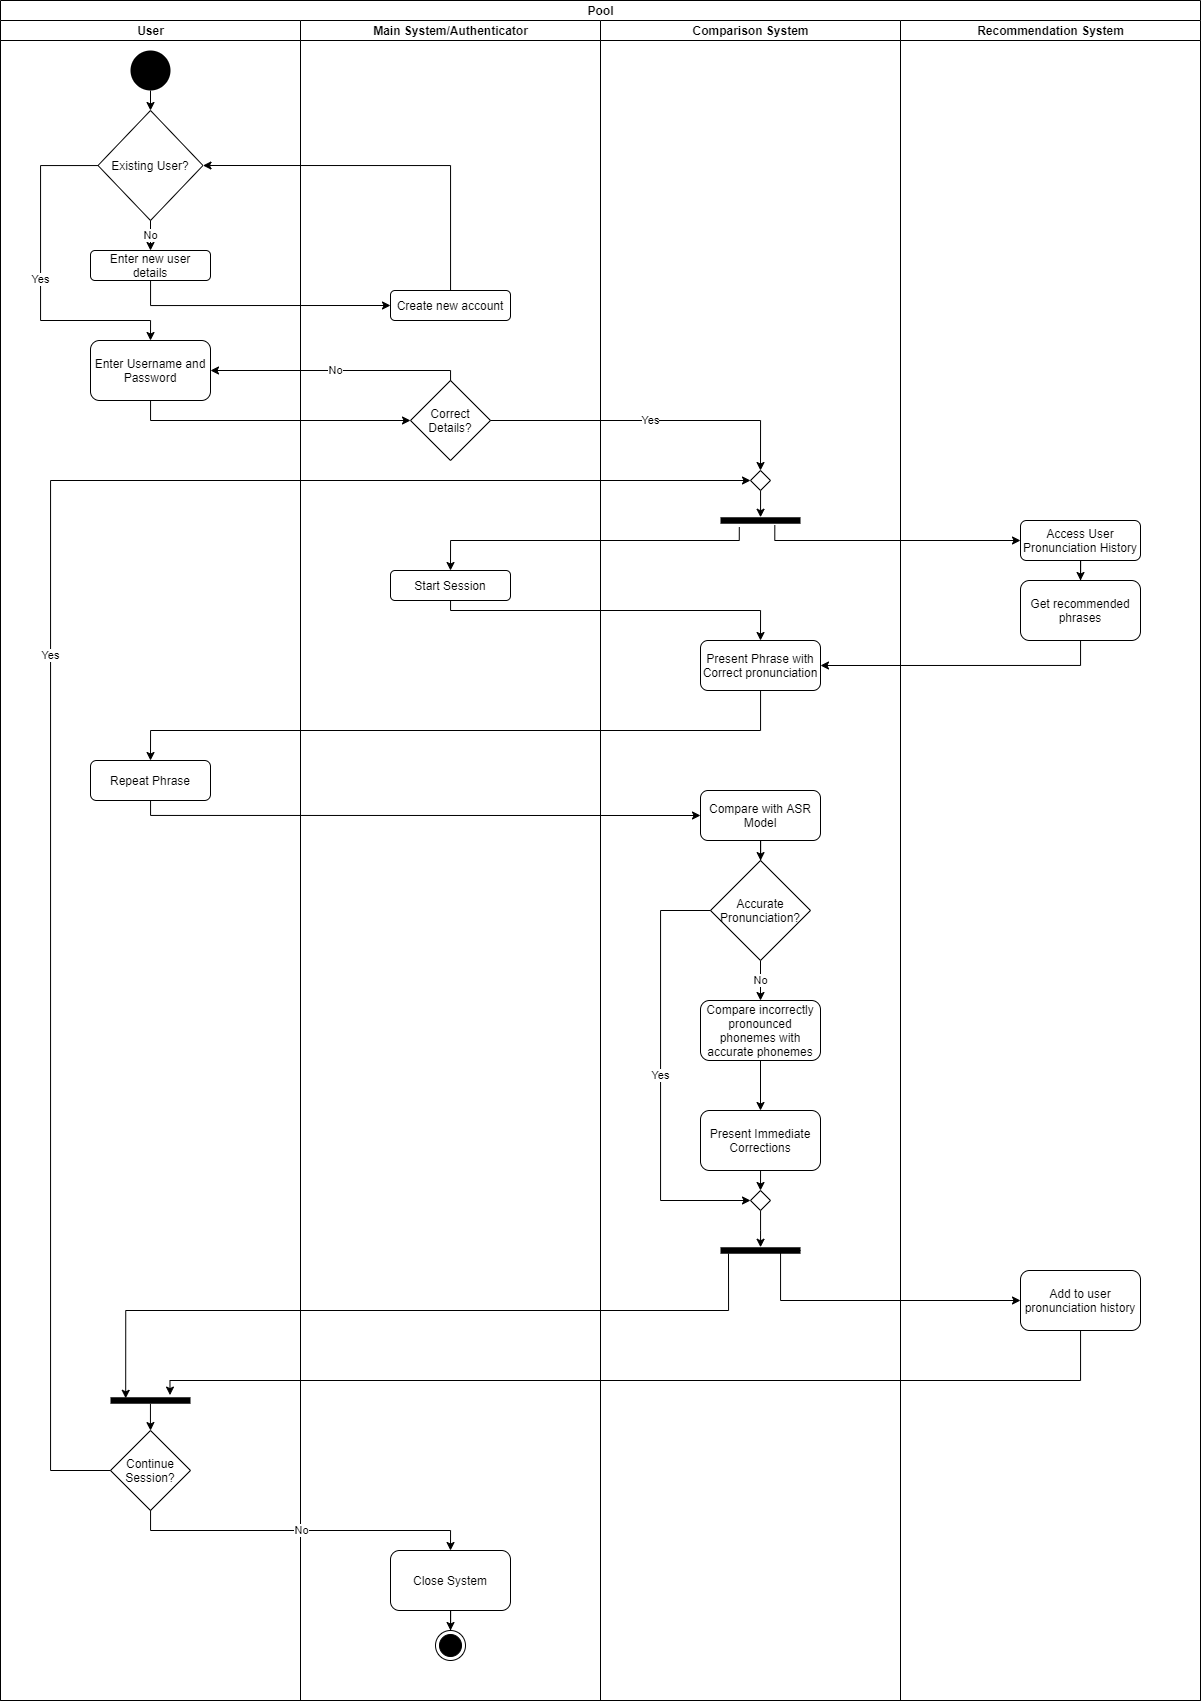 Pool
User
Main System/Authenticator
Comparison System
Recommendation System
Existing User?
No
Enter new user
details
Yes
Create new account
Enter Username and
Password
No
Correct
Details?
Yes
Access User
Pronunciation History
Start Session
Get recommended
phrases
Yes
Present Phrase with
Correct pronunciation
Repeat Phrase
Compare with ASR
Model
Accurate
Pronunciation?
No
Compare incorrectly
pronounced
phonemes with
accurate phonemes
Yes
Present Immediate
Corrections
Add to user
pronunciation history
Continue
Session?
No
Close System